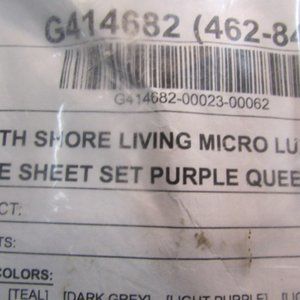 G414682 (462-84
G414682-00023-00062
TH SHORE LIVING MICRO LU
E SHEET SET PURPLE QUEE
CT:
TS:
COLORS:
[TEAL] [DARK GREY] [LIGHT PURPLE] [LI